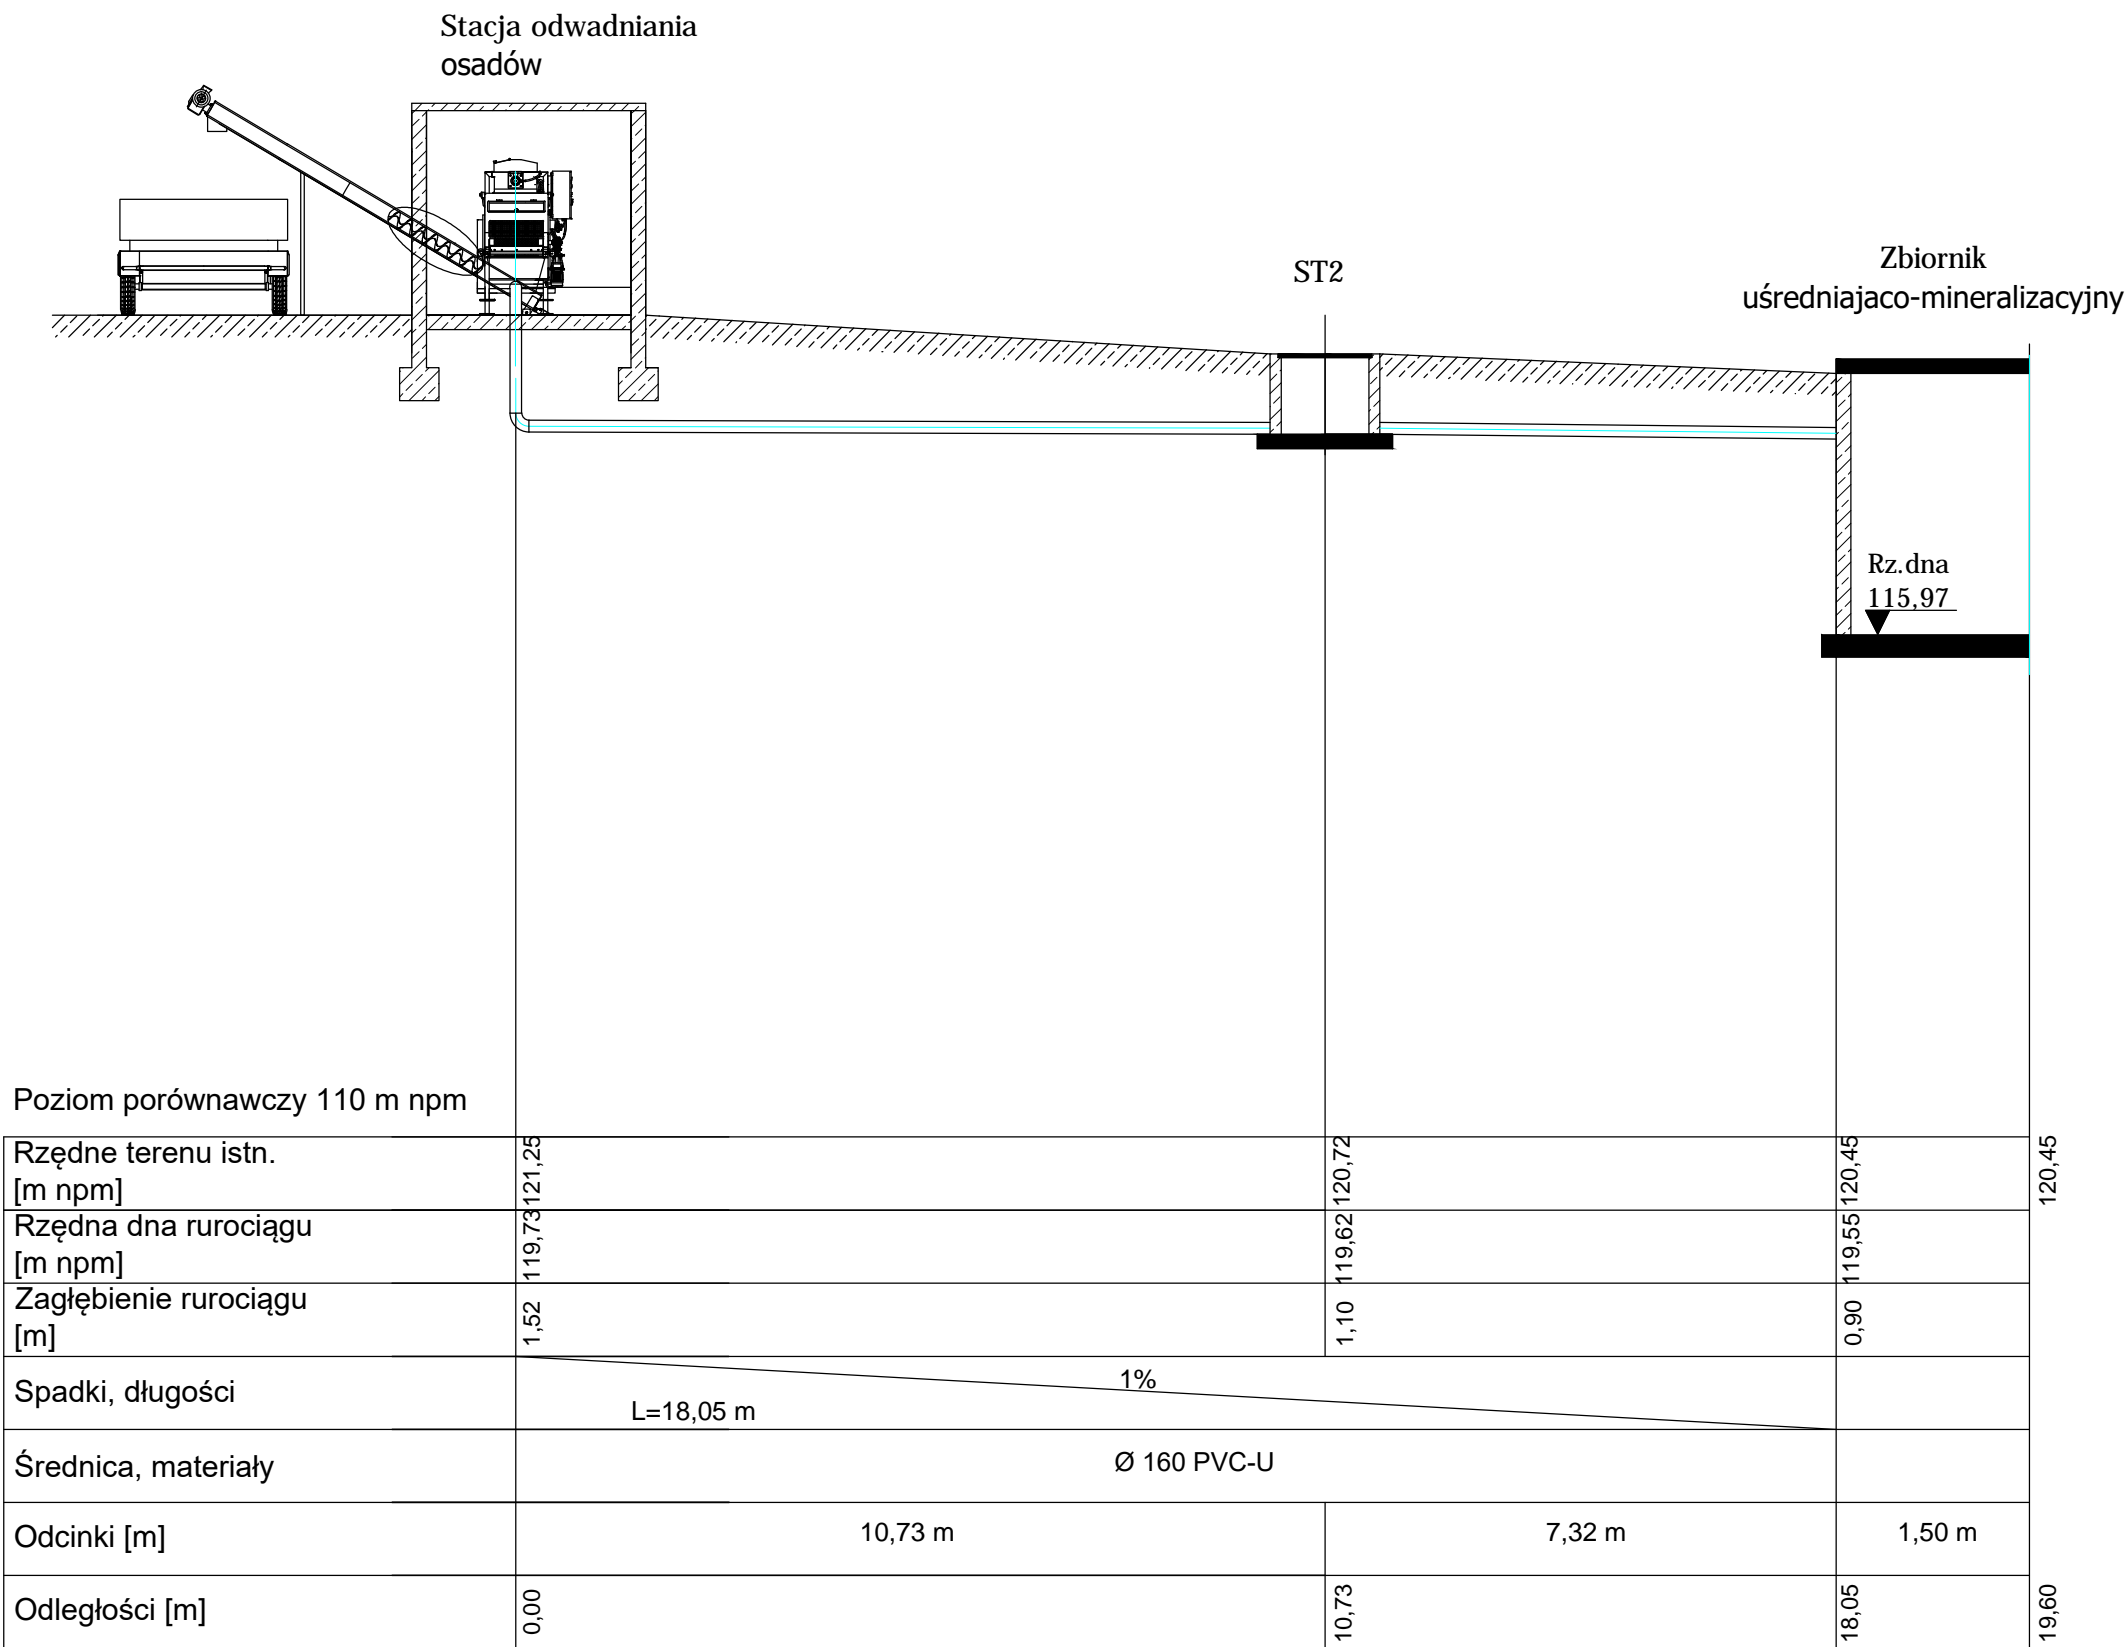 Stacja odwadniania
osadów
ST2
Zbiornik
uśredniajaco-mineralizacyjny
Rz.dna
115,97
Poziom porównawczy 110 m npm
Rzędne terenu istn.
[m npm]
121,25
120,72
120,45
120,45
Rzędna dna rurociągu
[m npm]
119,73
119,62
119,55
Zagłębienie rurociągu
[m]
1,52
1,10
0,90
Spadki, długości
1%
L=18,05 m
Średnica, materiały
Ø 160 PVC-U
Odcinki [m]
10,73 m
7,32 m
1,50 m
Odległości [m]
0,00
10,73
18,05
19,60